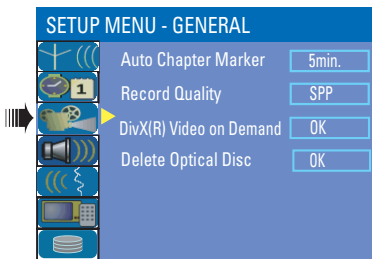 SETUP MENU - GENERAL
Auto Chapter Marker 5min.
1
Record Quality SPP
DivX(R) Video on Demand OK
Delete Optical Disc OK